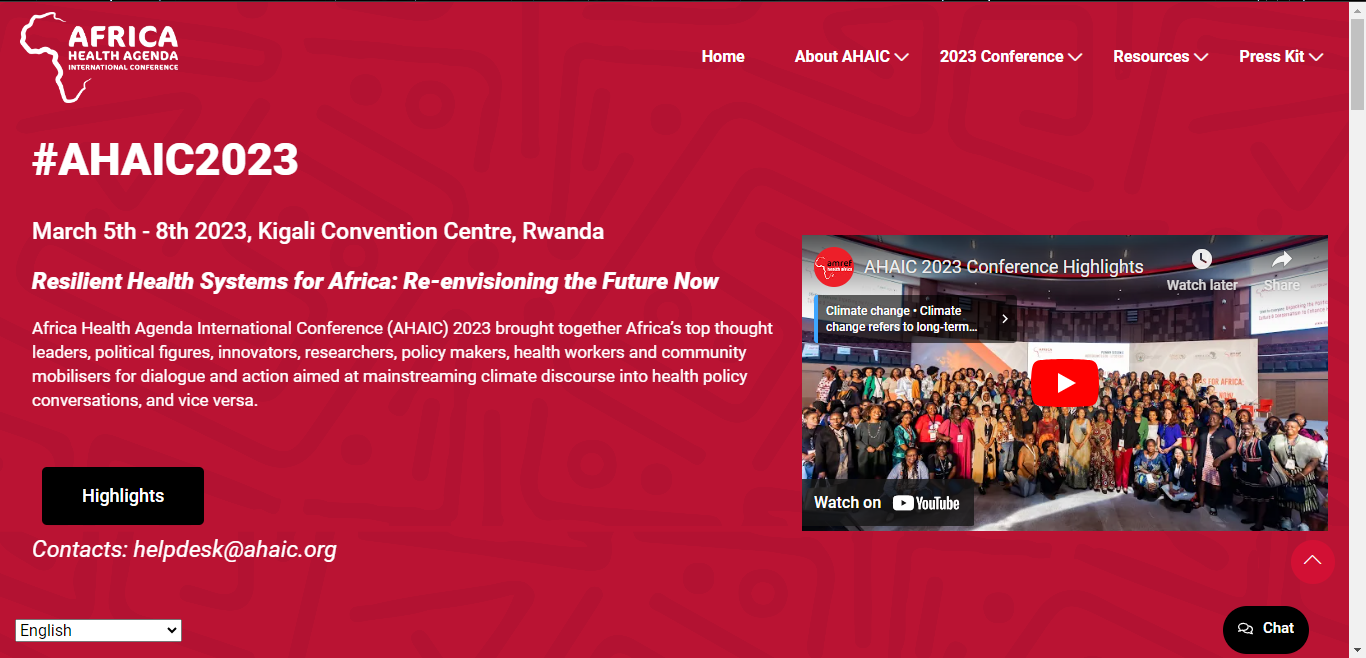 AFRICA
HEALTH AGENDA
INTERNATIONAL CONFERENCE
Home
About AHAIC
2023 Conference
Resources
Press Kit
#AHAIC2023
March 5th - 8th 2023, Kigali Convention Centre, Rwanda
Resilient Health Systems for Africa: Re-envisioning the Future Now
Africa Health Agenda International Conference (AHAIC) 2023 brought together Africa’s top thought
leaders, political figures, innovators, researchers, policy makers, health workers and community
mobilisers for dialogue and action aimed at mainstreaming climate discourse into health policy
conversations, and vice versa.
Highlights
Contacts: helpdesk@ahaic.org
English
amref
health africa
AHAIC 2023 Conference Highlights
Watch later
Share
Climate change • Climate
change refers to long-term...
Watch on YouTube
Chat